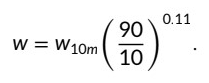 w = w₁₀ₘ (90/10)^0.11 .